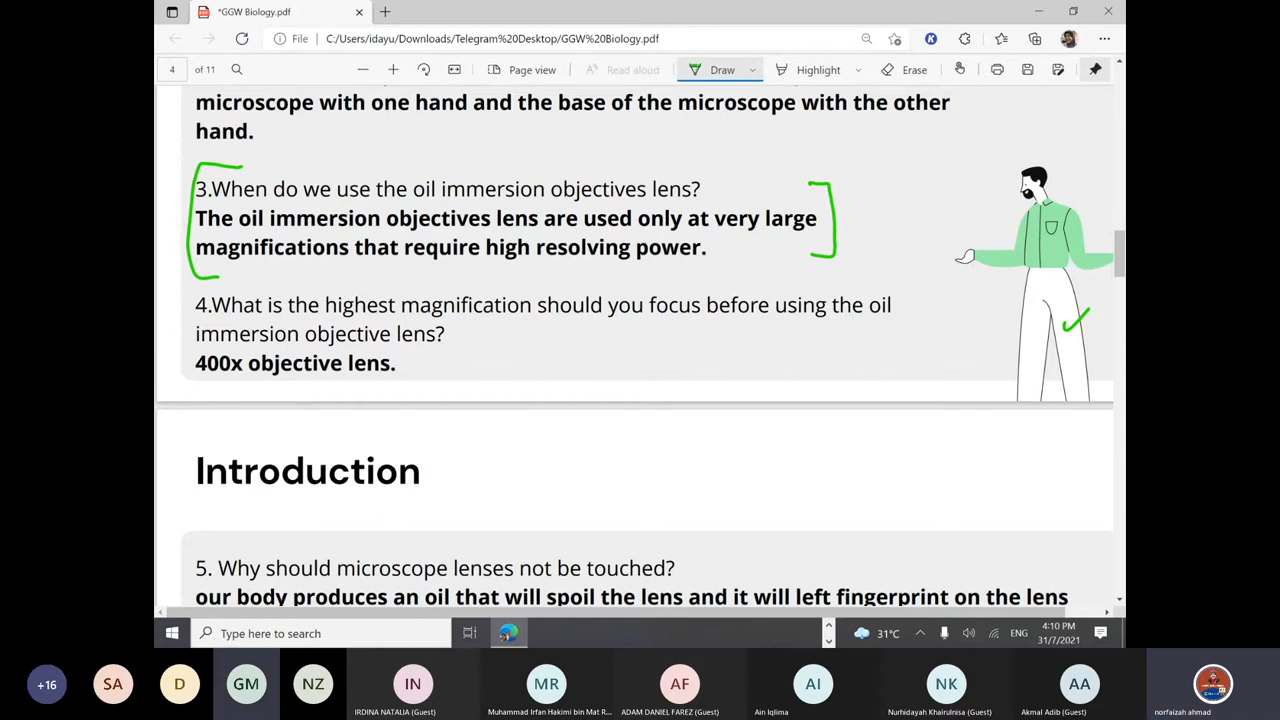 *GGW Biology.pdf
File
C:/Users/idayu/Downloads/Telegram%20Desktop/GGW%20Biology.pdf
4
of 11
Page view
Read aloud
Draw
Highlight
Erase
microscope with one hand and the base of the microscope with the other
hand.
3.When do we use the oil immersion objectives lens?
The oil immersion objectives lens are used only at very large
magnifications that require high resolving power.
4.What is the highest magnification should you focus before using the oil
immersion objective lens?
400x objective lens.
Introduction
5. Why should microscope lenses not be touched?
our body produces an oil that will spoil the lens and it will left fingerprint on the lens
Type here to search
31°C
ENG
4:10 PM
31/7/2021
+16
SA
D
GM
NZ
IN
IRDINA NATALIA (Guest)
MR
Muhammad Irfan Hakimi bin Mat R...
AF
ADAM DANIEL FAREZ (Guest)
AI
Ain Iqlima
NK
Nurhidayah Khairulnisa (Guest)
AA
Akmal Adib (Guest)
norfaizah ahmad